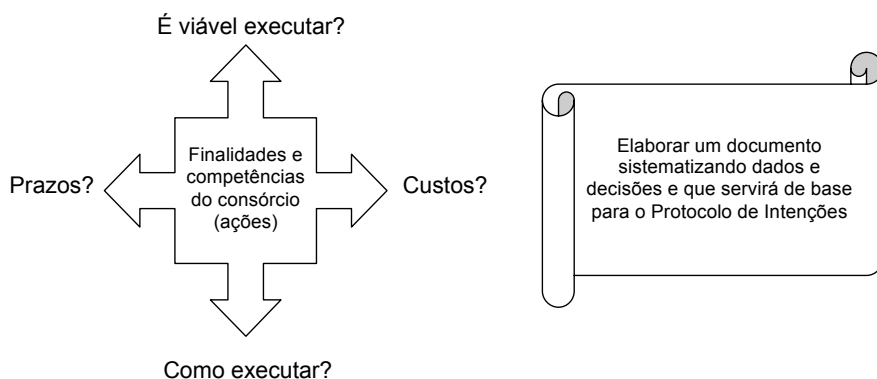 É viável executar?
Prazos?
Finalidades e
competências
do consórcio
(ações)
Custos?
Como executar?
Elaborar um documento
sistematizando dados e
decisões e que servirá de base
para o Protocolo de Intenções